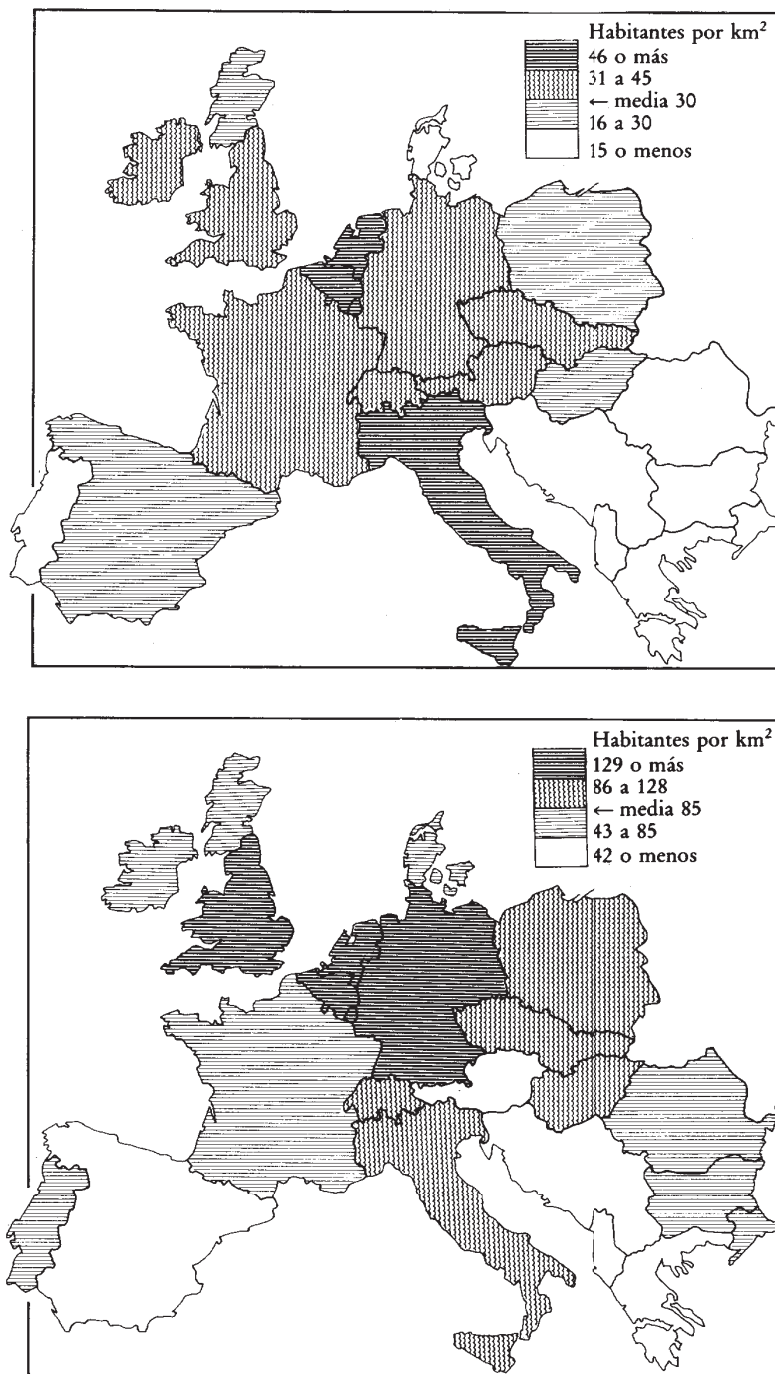 Habitantes por km²
46 o más
31 a 45
← media 30
16 a 30
15 o menos
Habitantes por km²
129 o más
86 a 128
← media 85
43 a 85
42 o menos